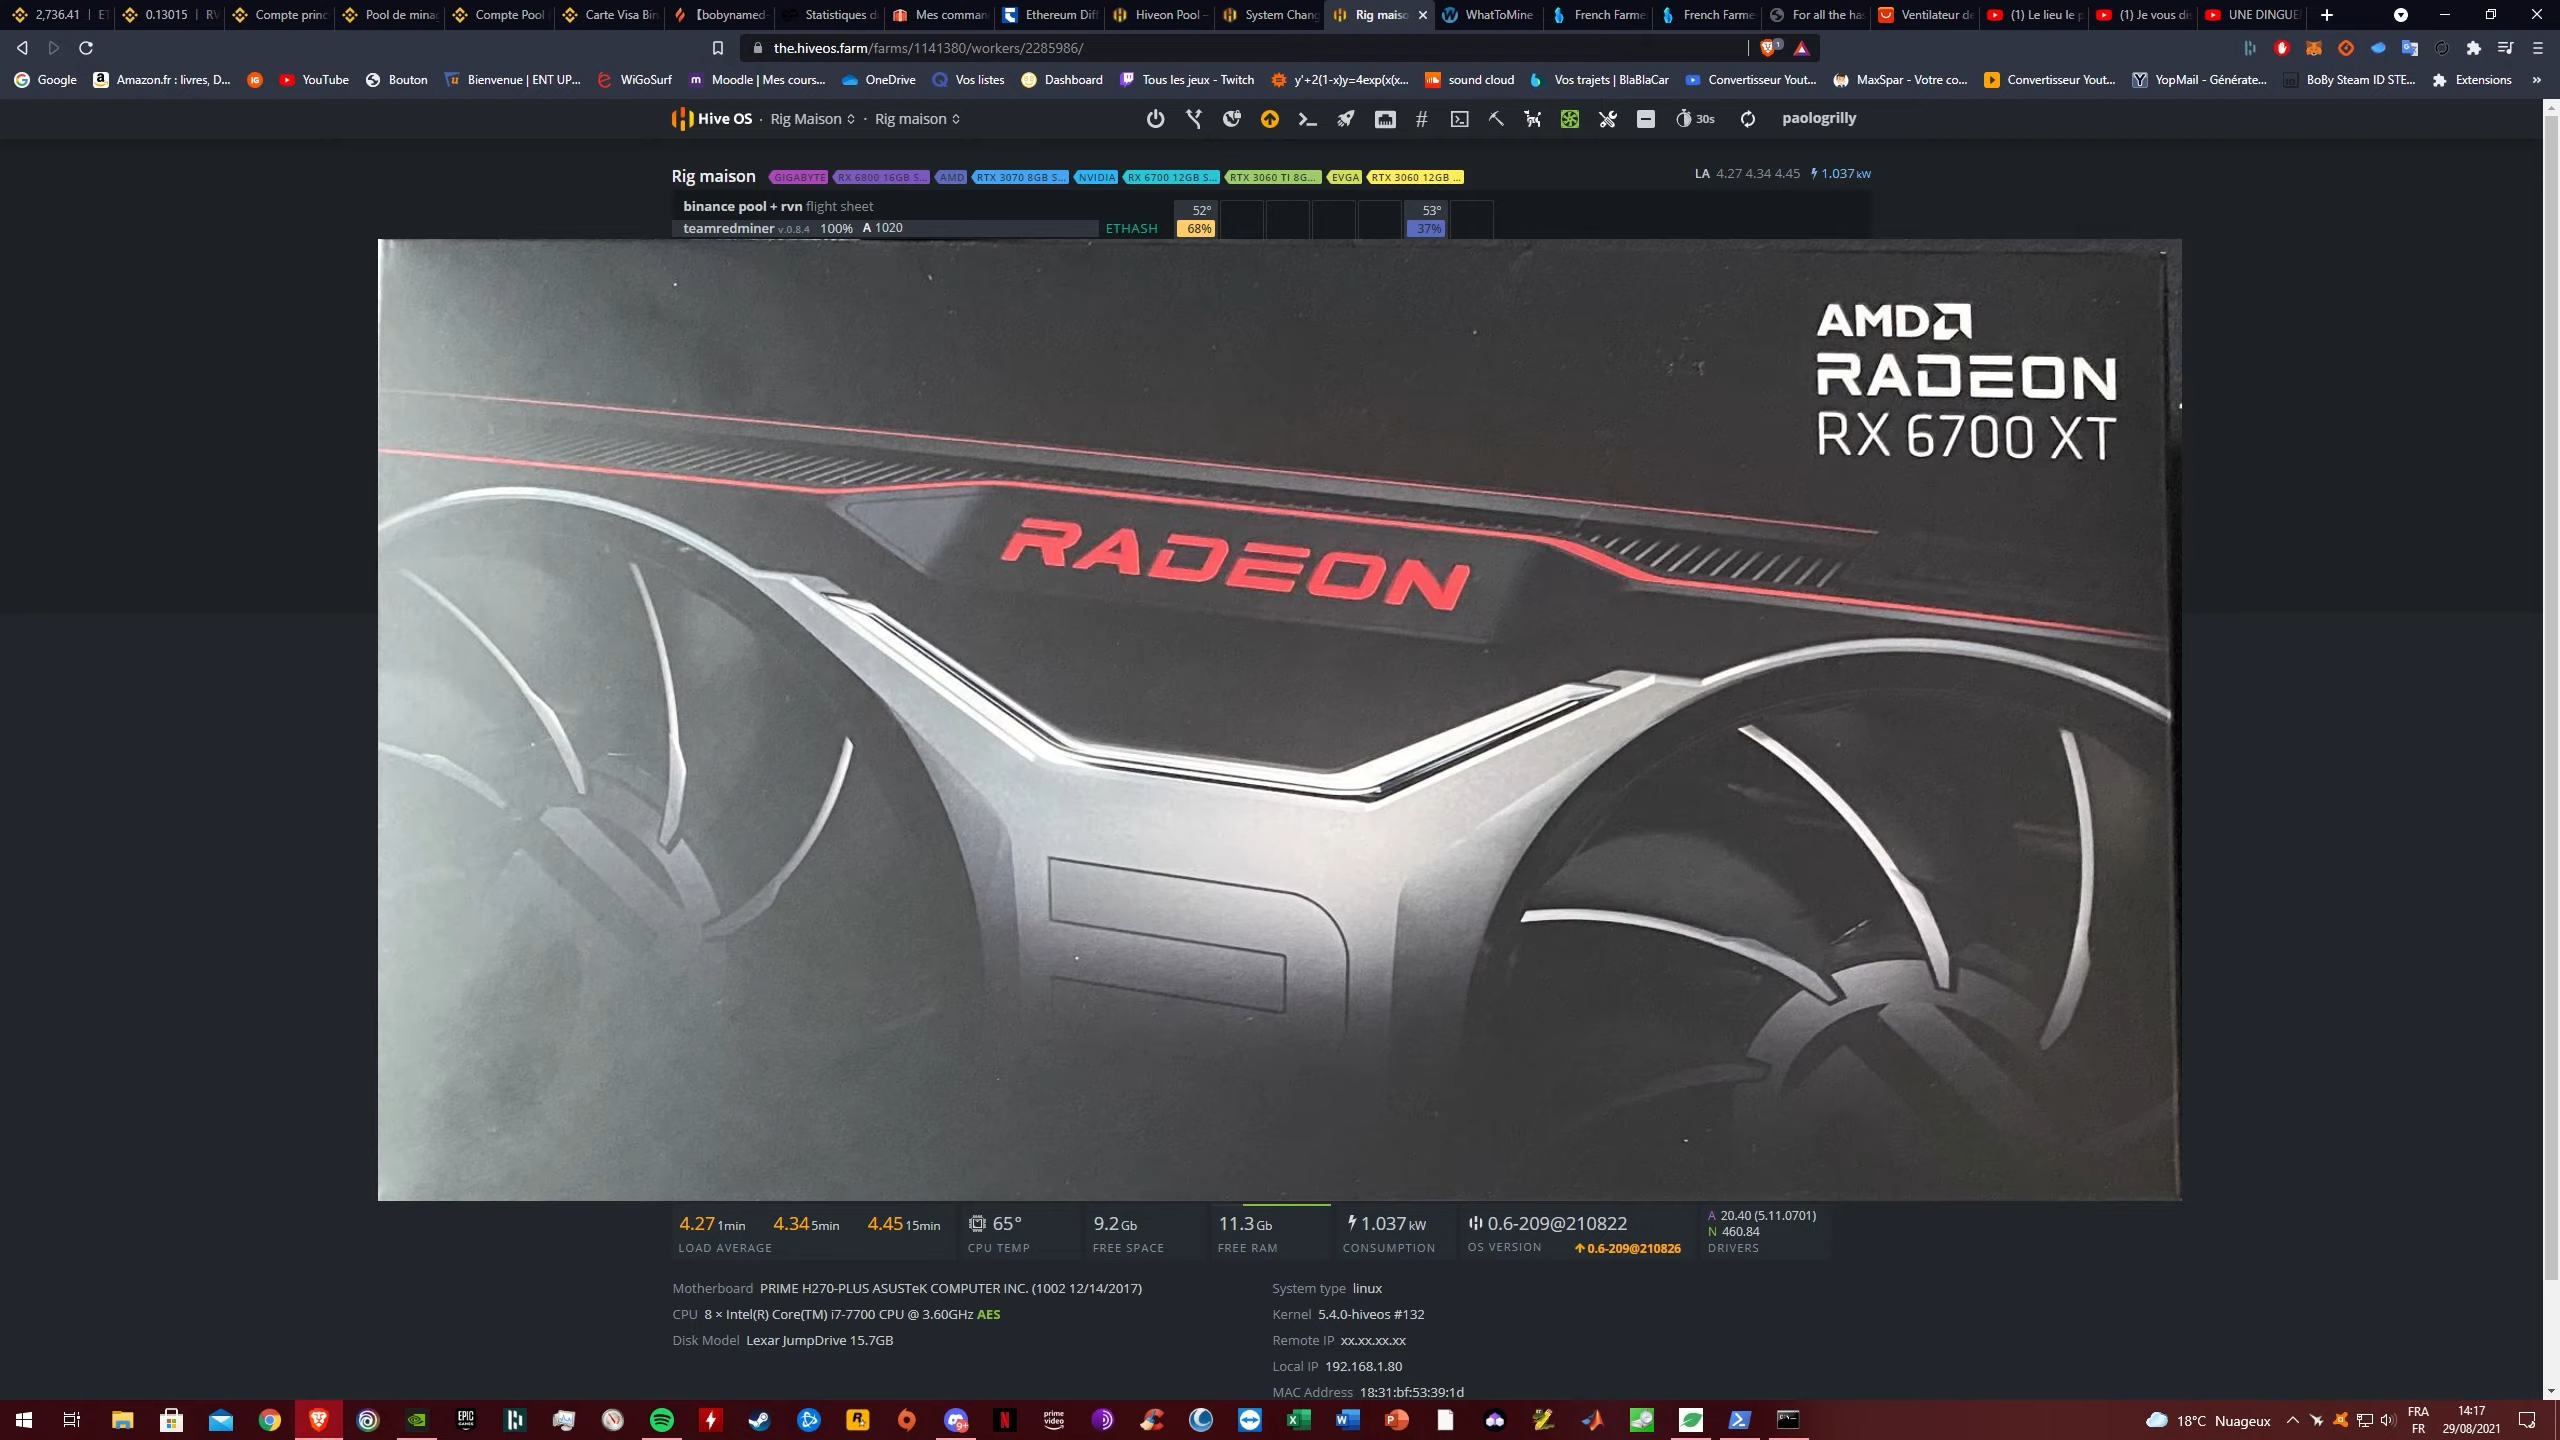 2,736.41 | E
0.13015 | RV
Compte princ
Pool de minag
Compte Pool
Carte Visa Bin
[bobynamed-
Statistiques d
Mes comman
Ethereum Diff
Hiveon Pool –
System Chang
Rig maiso
WhatToMine
French Farme
French Farme
For all the ha
Ventilateur de
(1) Le lieu le p
(1) Je vous di
UNE DINGUE
the.hiveos.farm/farms/1141380/workers/2285986/
Google
Amazon.fr : livres, D...
YouTube
Bouton
Bienvenue | ENT UP...
WiGoSurf
Moodle | Mes cours...
OneDrive
Vos listes
Dashboard
Tous les jeux - Twitch
y'+2(1-x)y=4exp(x(x...
sound cloud
Vos trajets | BlaBlaCar
Convertisseur Yout...
MaxSpar - Votre co...
Convertisseur Yout...
YopMail - Générate...
BoBy Steam ID STE...
Extensions
Hive OS · Rig Maison · Rig maison
30s
paologrilly
Rig maison GIGABYTE RX 6800 16GB S... AMD RTX 3070 8GB S... NVIDIA RX 6700 12GB S... RTX 3060 TI 8G... EVGA RTX 3060 12GB ...
LA 4.27 4.34 4.45 1.037 kW
binance pool + rvn flight sheet
52° 53°
teamredminer v.0.8.4 100% A 1020 ETHASH 68% 37%
AMD
RADEON
RX 6700 XT
RADEON
4.27 1min 4.34 5min 4.45 15min
LOAD AVERAGE
65°
CPU TEMP
9.2 Gb
FREE SPACE
11.3 Gb
FREE RAM
1.037 kW
CONSUMPTION
0.6-209@210822
OS VERSION 0.6-209@210826
A 20.40 (5.11.0701)
N 460.84
DRIVERS
Motherboard PRIME H270-PLUS ASUSTeK COMPUTER INC. (1002 12/14/2017)
CPU 8 × Intel(R) Core(TM) i7-7700 CPU @ 3.60GHz AES
Disk Model Lexar JumpDrive 15.7GB
System type linux
Kernel 5.4.0-hiveos #132
Remote IP xx.xx.xx.xx
Local IP 192.168.1.80
MAC Address 18:31:bf:53:39:1d
18°C Nuageux
FRA
FR
14:17
29/08/2021